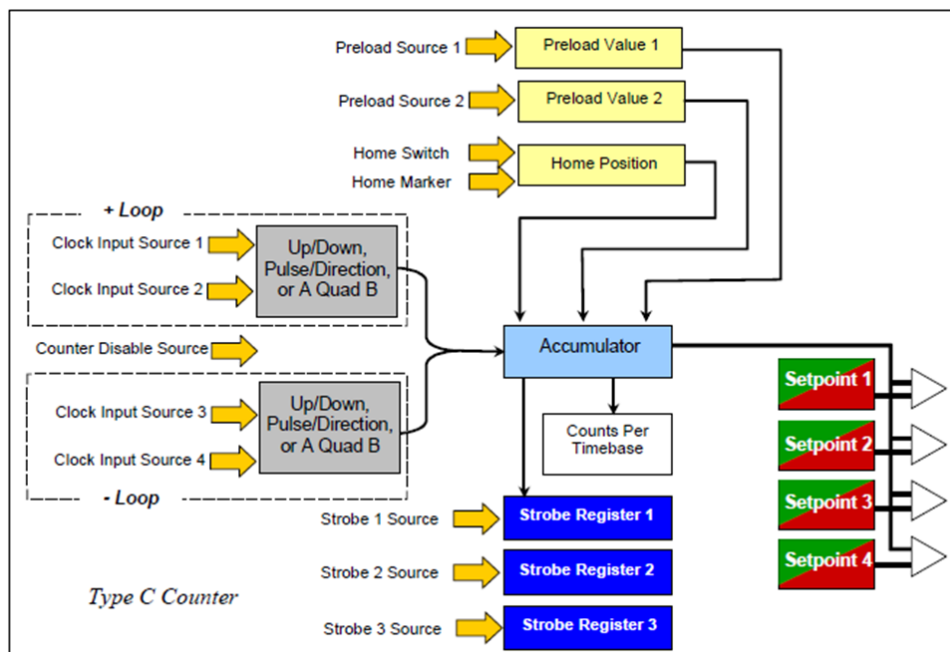 Preload Source 1
Preload Value 1
Preload Source 2
Preload Value 2
Home Switch
Home Marker
Home Position
+ Loop
Clock Input Source 1
Clock Input Source 2
Up/Down,
Pulse/Direction,
or A Quad B
Counter Disable Source
Accumulator
Clock Input Source 3
Clock Input Source 4
Up/Down,
Pulse/Direction,
or A Quad B
- Loop
Counts Per
Timebase
Setpoint 1
Setpoint 2
Setpoint 3
Setpoint 4
Strobe 1 Source
Strobe Register 1
Strobe 2 Source
Strobe Register 2
Strobe 3 Source
Strobe Register 3
Type C Counter